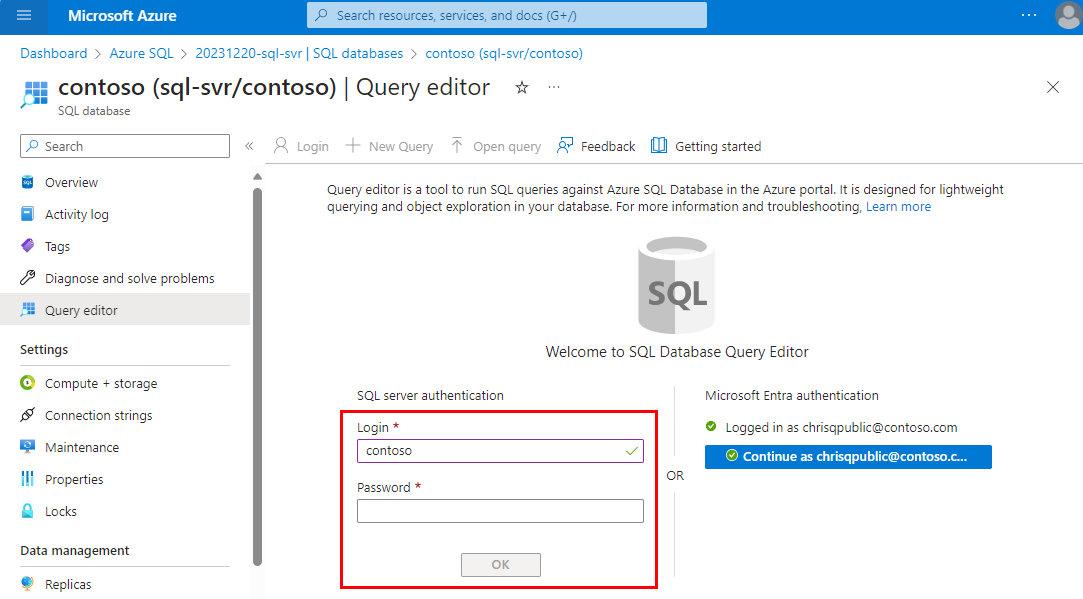 Microsoft Azure
Search resources, services, and docs (G+/)
...
Dashboard > Azure SQL > 20231220-sql-svr | SQL databases > contoso (sql-svr/contoso)
contoso (sql-svr/contoso) | Query editor
...
SQL database
Search
«
Login
New Query
Open query
Feedback
Getting started
Overview
Activity log
Tags
Diagnose and solve problems
Query editor
Settings
Compute + storage
Connection strings
Maintenance
Properties
Locks
Data management
Replicas
Query editor is a tool to run SQL queries against Azure SQL Database in the Azure portal. It is designed for lightweight
querying and object exploration in your database. For more information and troubleshooting, Learn more
SQL
Welcome to SQL Database Query Editor
SQL server authentication
Login *
contoso
Password *
OK
OR
Microsoft Entra authentication
Logged in as chrisqpublic@contoso.com
Continue as chrisqpublic@contoso.c...